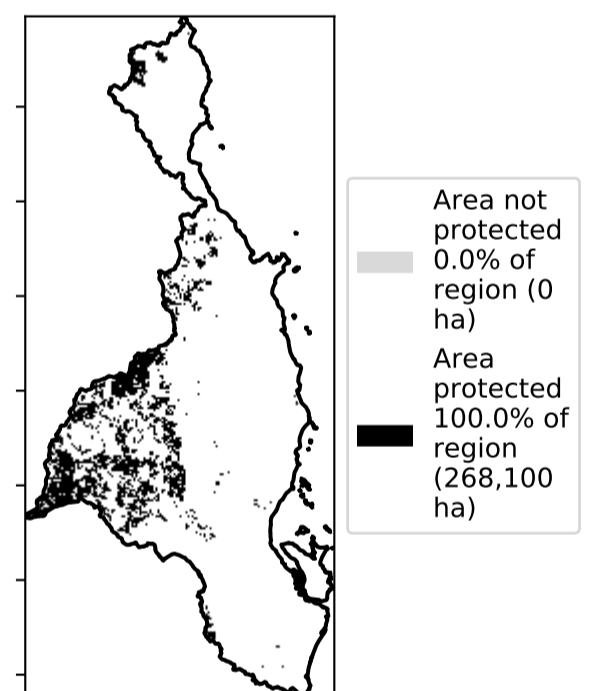 Area not
protected
0.0% of
region (0
ha)
Area
protected
100.0% of
region
(268,100
ha)